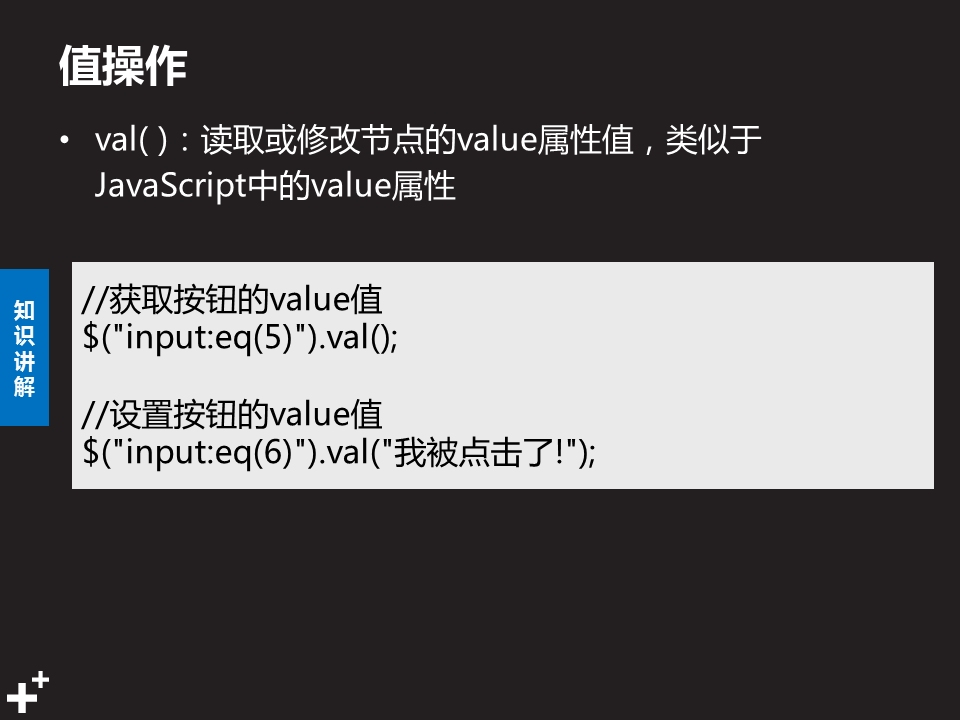 值操作
• val( )：读取或修改节点的value属性值，类似于
JavaScript中的value属性
知识讲解
//获取按钮的value值
$("input:eq(5)").val();
//设置按钮的value值
$("input:eq(6)").val("我被点击了!");